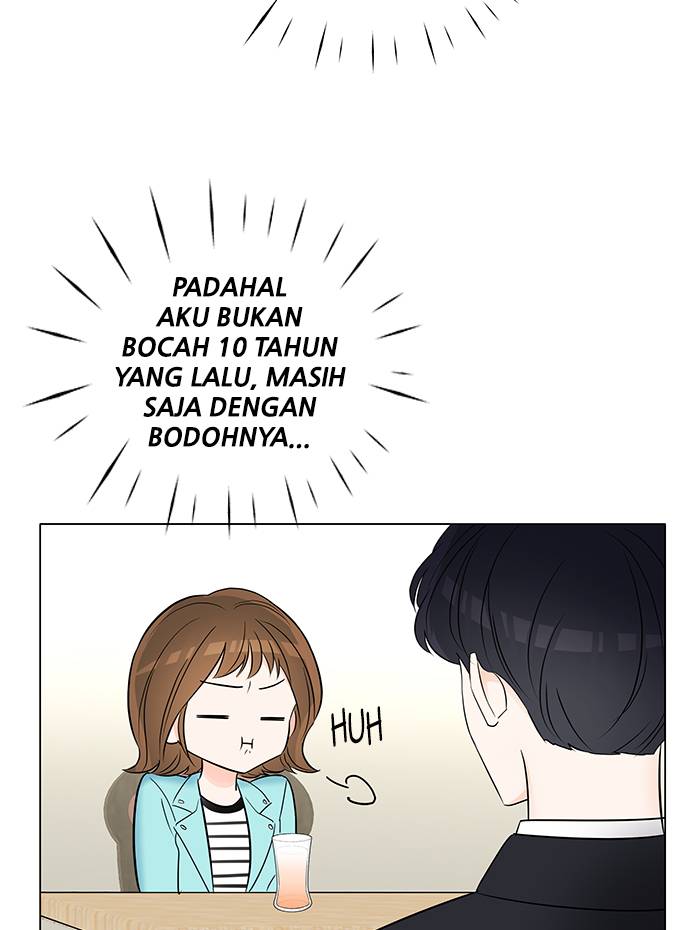 PADAHAL
AKU BUKAN
BOCAH 10 TAHUN
YANG LALU, MASIH
SAJA DENGAN
BODOHNYA...
HUH